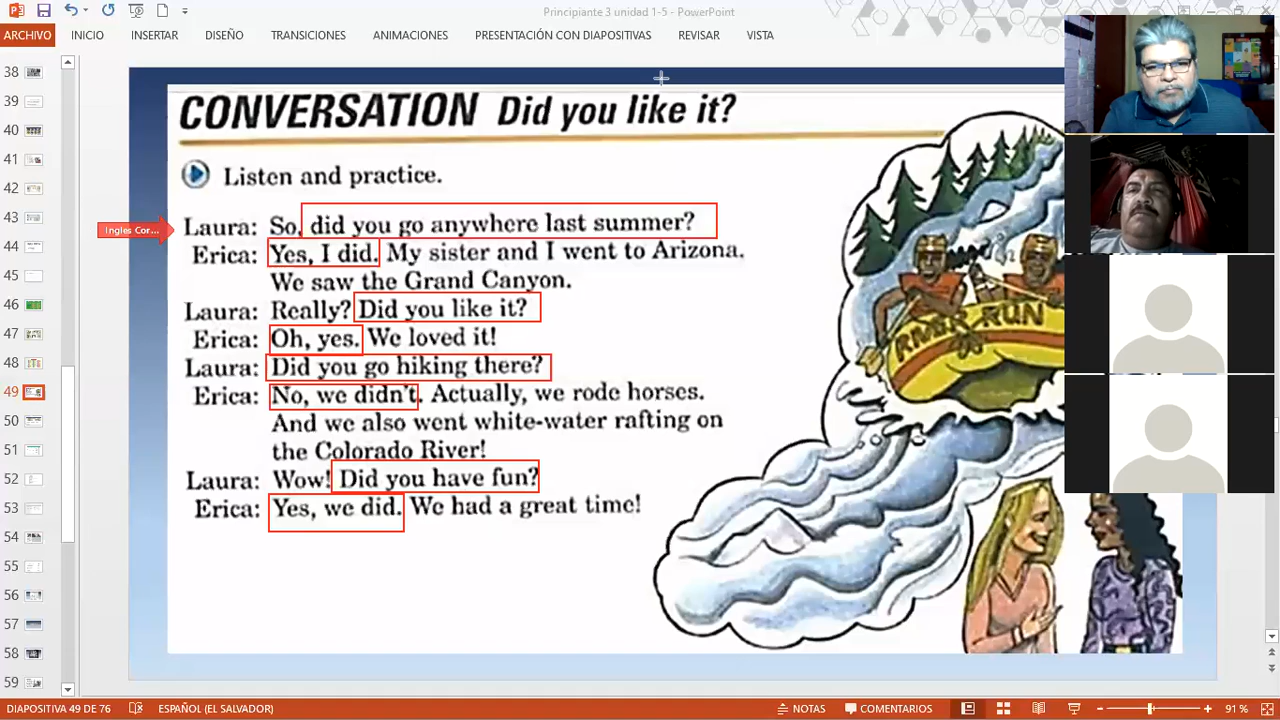 Principiante 3 unidad 1-5 - PowerPoint
ARCHIVO INICIO INSERTAR DISEÑO TRANSICIONES ANIMACIONES PRESENTACIÓN CON DIAPOSITIVAS REVISAR VISTA
38
39
40
41
42
43
44
45
46
47
48
49
50
51
52
53
54
55
56
57
58
59
CONVERSATION Did you like it?
Listen and practice.
Ingles Cor...
Laura: So, did you go anywhere last summer?
Erica: Yes, I did. My sister and I went to Arizona.
We saw the Grand Canyon.
Laura: Really? Did you like it?
Erica: Oh, yes. We loved it!
Laura: Did you go hiking there?
Erica: No, we didn't. Actually, we rode horses.
And we also went white-water rafting on
the Colorado River!
Laura: Wow! Did you have fun?
Erica: Yes, we did. We had a great time!
RIVER RUN
DIAPOSITIVA 49 DE 76 ESPAÑOL (EL SALVADOR) NOTAS COMENTARIOS 91 %